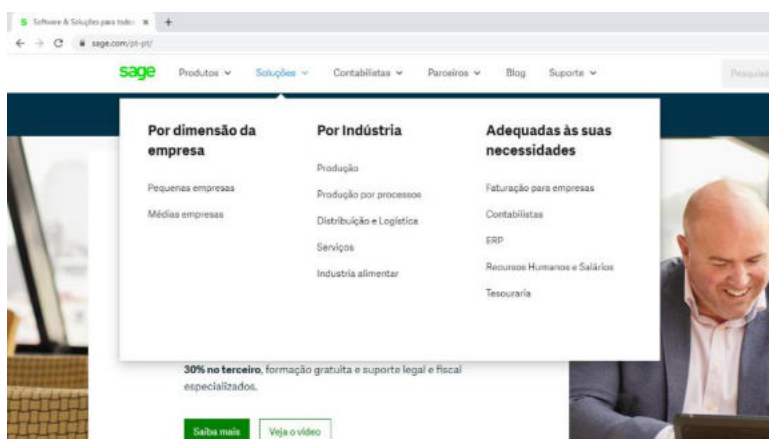 S Software & Soluções para todos
sage.com/pt-pt/
sage Produtos Soluções Contabilistas Parceiros Blog Suporte
Por dimensão da empresa
Pequenas empresas
Médias empresas
Por Indústria
Produção
Produção por processos
Distribuição e Logística
Serviços
Industria alimentar
Adequadas às suas
necessidades
Faturação para empresas
Contabilistas
ERP
Recursos Humanos e Salários
Tesouraria
30% no terceiro, formação gratuita e suporte legal e fiscal
especializados.
Saiba mais Veja o vídeo